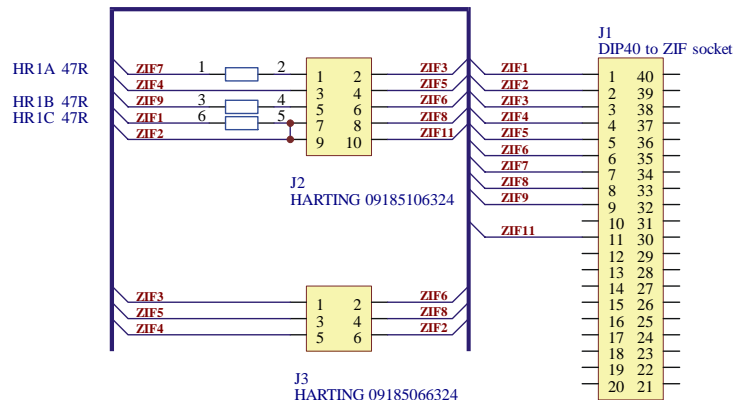 J1
DIP40 to ZIF socket
HR1A 47R ZIF7 1 2 1 2 ZIF3 ZIF1 1 40
ZIF4 3 4 ZIF5 ZIF2 2 39
HR1B 47R ZIF9 3 4 5 6 ZIF6 ZIF3 3 38
HR1C 47R ZIF1 6 5 7 8 ZIF8 ZIF4 4 37
ZIF2 9 10 ZIF11 ZIF5 5 36
ZIF6 6 35
ZIF7 7 34
J2 ZIF8 8 33
HARTING 09185106324 ZIF9 9 32
10 31
ZIF11 11 30
12 29
13 28
14 27
ZIF3 1 2 ZIF6 15 26
ZIF5 3 4 ZIF8 16 25
ZIF4 5 6 ZIF2 17 24
18 23
J3 19 22
HARTING 09185066324 20 21